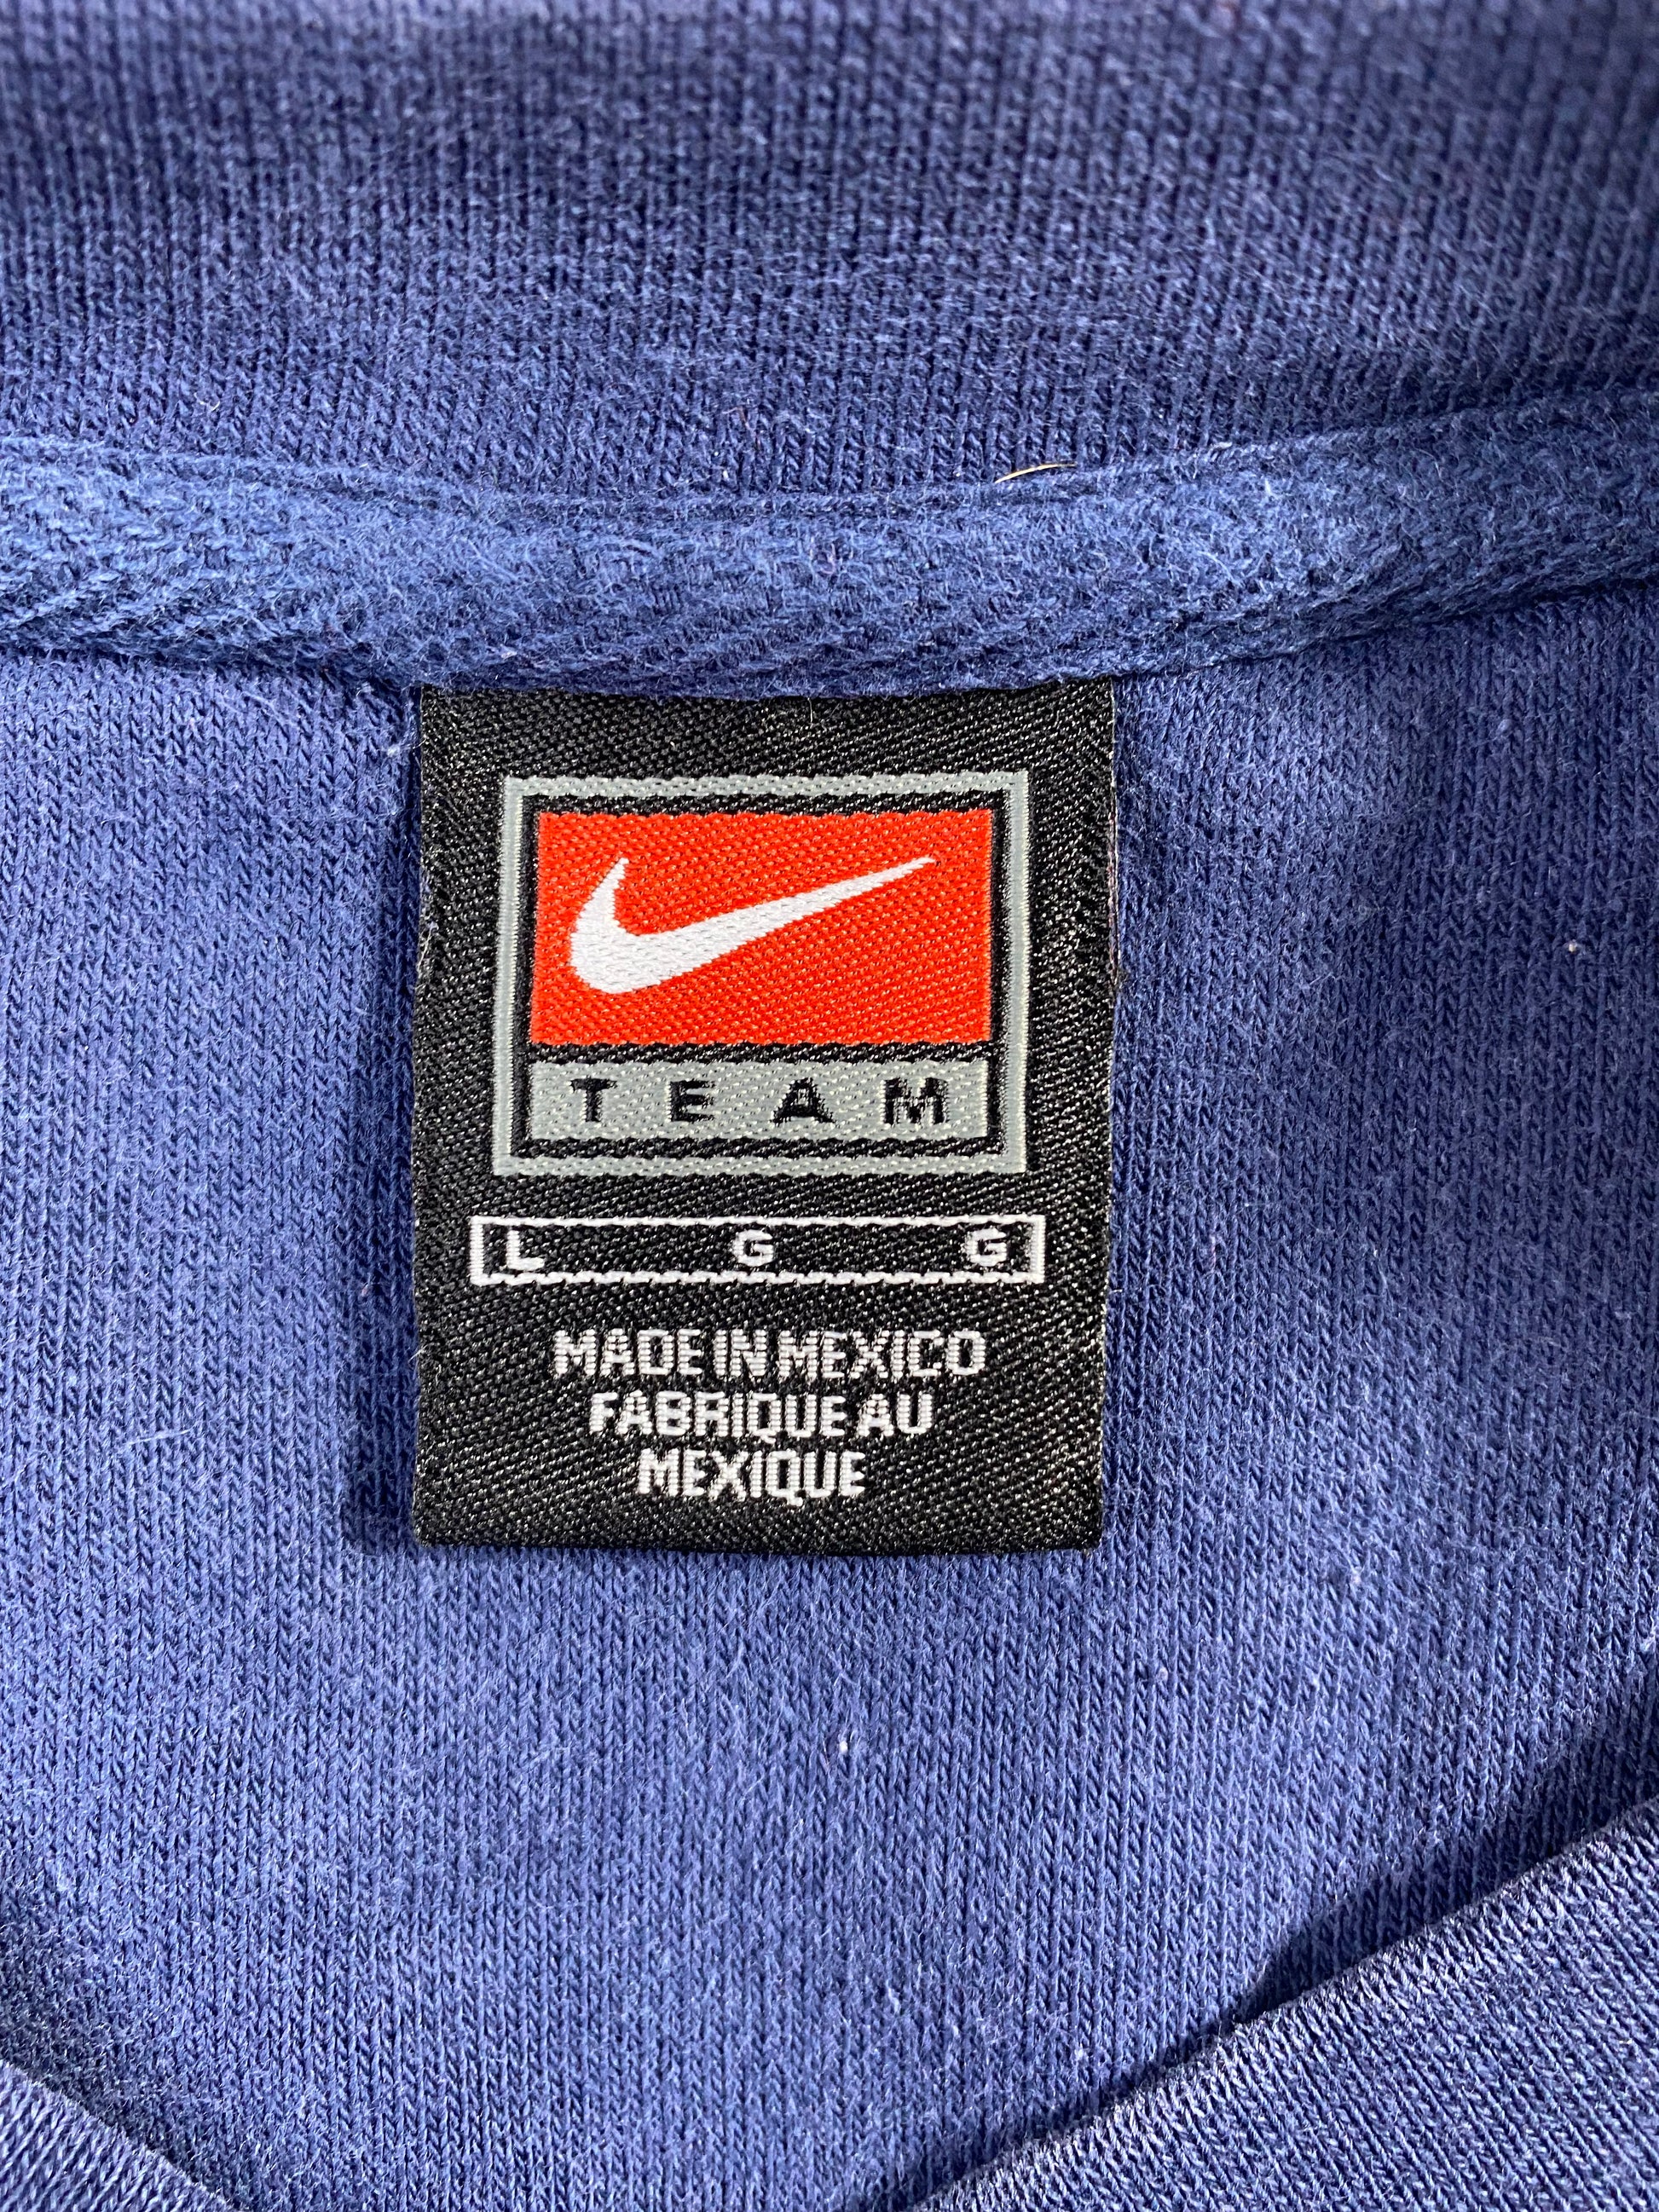 TEAM
L G G
MADE IN MEXICO
FABRIQUE AU
MEXIQUE